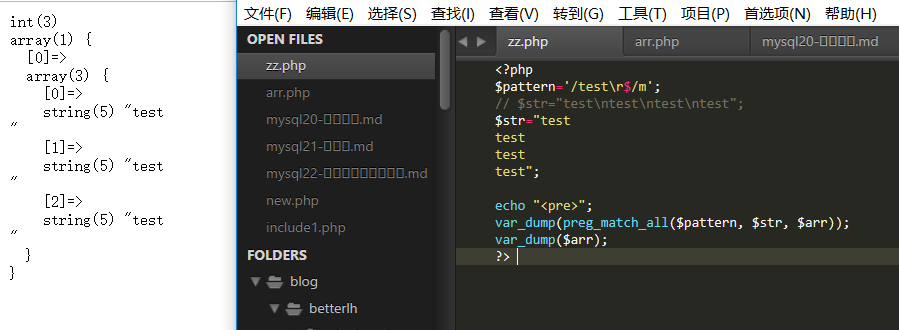 int(3)
array(1) {
[0]=>
array(3) {
[0]=>
string(5) "test
"
[1]=>
string(5) "test
"
[2]=>
string(5) "test
"
}
}
文件(F) 编辑(E) 选择(S) 查找(I) 查看(V) 转到(G) 工具(T) 项目(P) 首选项(N) 帮助(H)
OPEN FILES
zz.php
arr.php
mysql20-□□□□.md
mysql21-□□□.md
mysql22-□□□□□□□□□.md
new.php
include1.php
FOLDERS
blog
betterlh
zz.php
arr.php
mysql20-□□□□.md
<?php
$pattern='/test\r$/m';
// $str="test\ntest\ntest\ntest";
$str="test
test
test
test";
echo "<pre>";
var_dump(preg_match_all($pattern, $str, $arr));
var_dump($arr);
?>